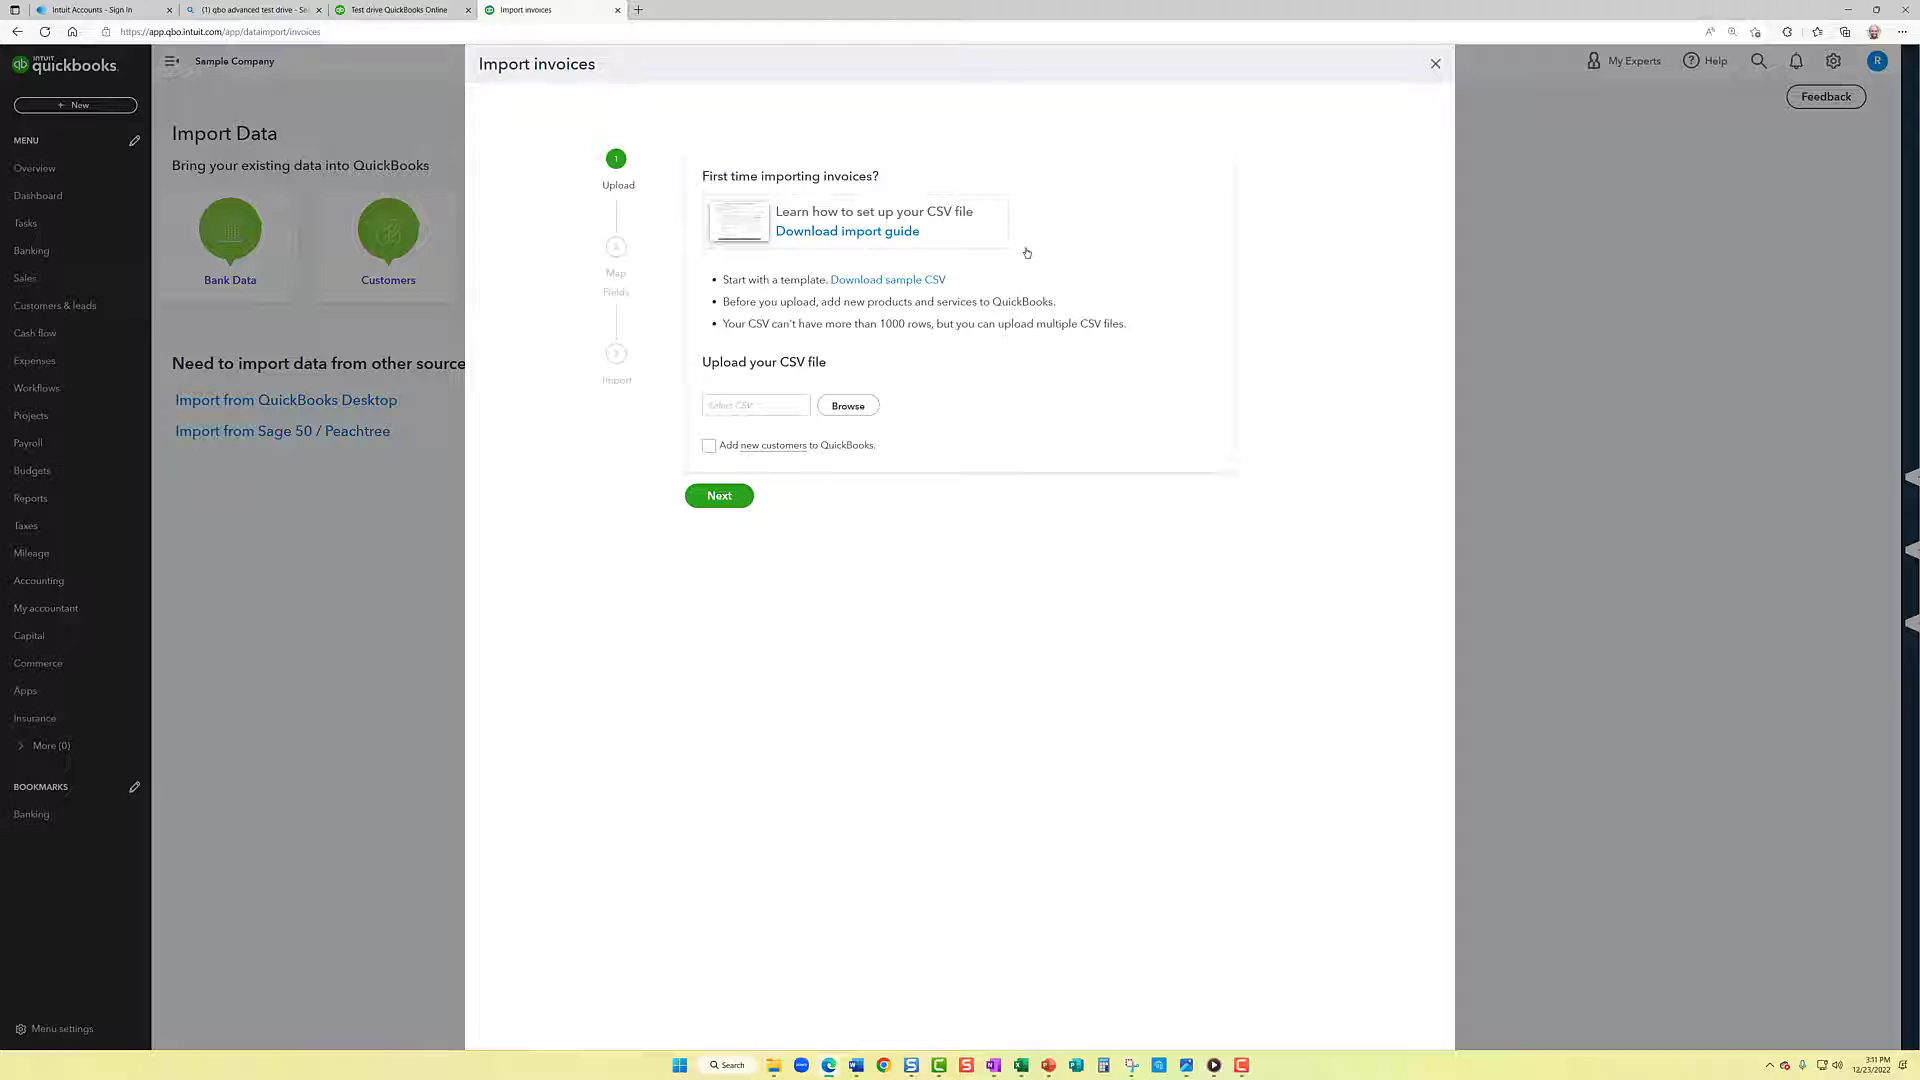 Intuit Accounts - Sign In
(1) qbo advanced test drive - Se
Test drive QuickBooks Online
Import invoices
https://app.qbo.intuit.com/app/dataimport/invoices
INTUIT
quickbooks.
Sample Company
Import invoices
My Experts
Help
R
Feedback
+ New
MENU
Overview
Dashboard
Tasks
Banking
Sales
Customers & leads
Cash flow
Expenses
Workflows
Projects
Payroll
Budgets
Reports
Taxes
Mileage
Accounting
My accountant
Capital
Commerce
Apps
Insurance
More (0)
BOOKMARKS
Banking
Menu settings
Import Data
Bring your existing data into QuickBooks
Bank Data
Customers
Need to import data from other source
Import from QuickBooks Desktop
Import from Sage 50 / Peachtree
1
Upload
2
Map
Fields
3
Import
First time importing invoices?
Learn how to set up your CSV file
Download import guide
• Start with a template. Download sample CSV
• Before you upload, add new products and services to QuickBooks.
• Your CSV can't have more than 1000 rows, but you can upload multiple CSV files.
Upload your CSV file
Select CSV
Browse
Add new customers to QuickBooks.
Next
Search
3:11 PM
12/23/2022